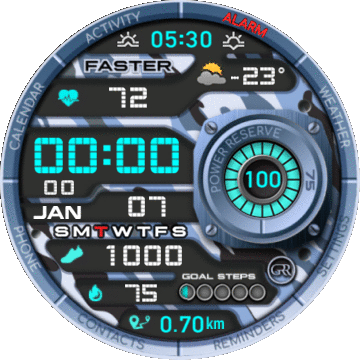 ACTIVITY
ALARM
CALENDAR
WEATHER
05:30
FASTER
-23°
72
00:00
POWER RESERVE
100
75
00
JAN 07
SMTWTFS
1000
PHONE
SETTINGS
GOAL STEPS
GR
75
0.70km
CONTACTS
REMINDERS